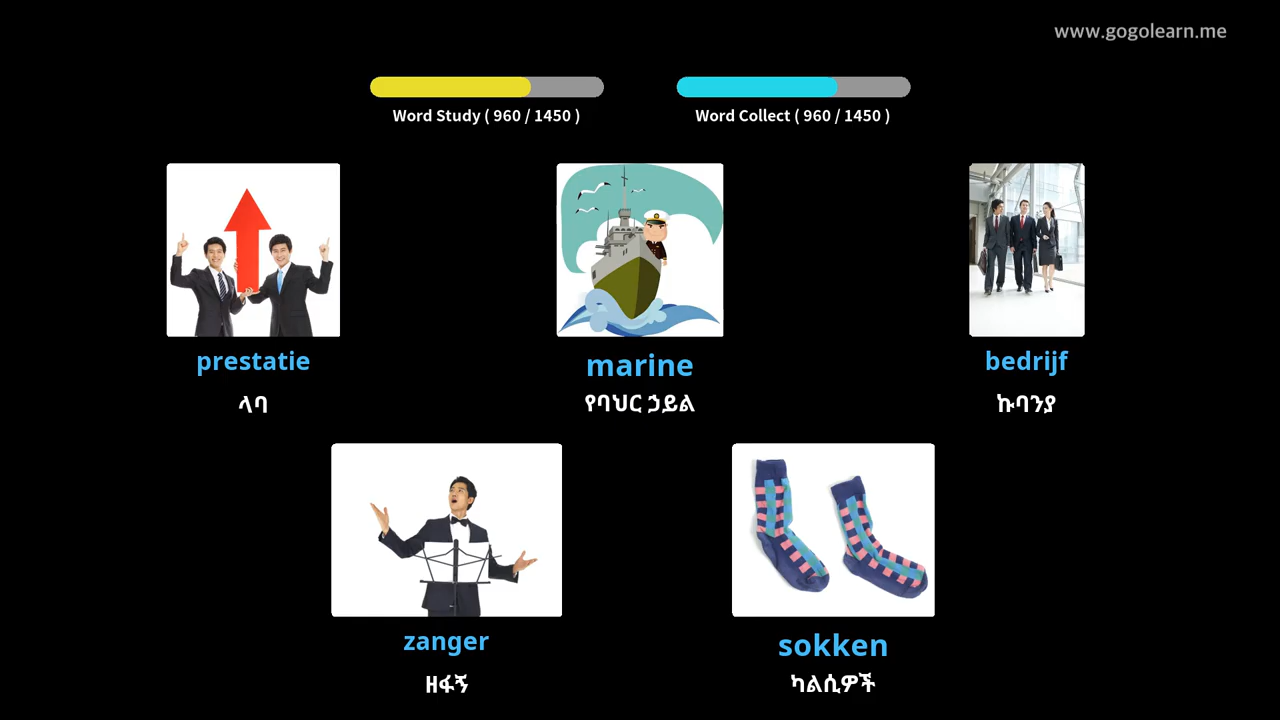 www.gogolearn.me
Word Study ( 960 / 1450 )
Word Collect ( 960 / 1450 )
prestatie
ላባ
marine
የባህር ኃይል
bedrijf
ኩባንያ
zanger
ዘፋኝ
sokken
ካልሲዎች